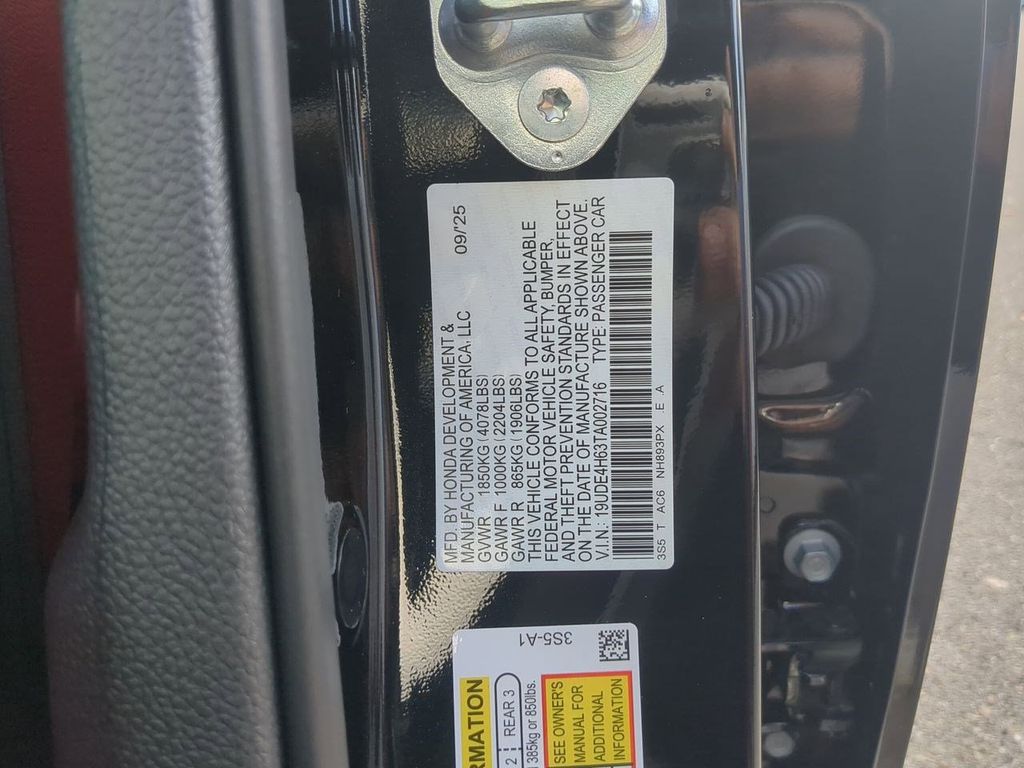 MFD. BY HONDA DEVELOPMENT &
MANUFACTURING OF AMERICA. LLC 09/'25
GVWR 1850KG (4078LBS)
GAWR F 1000KG (2204LBS)
GAWR R 865KG (1906LBS)
THIS VEHICLE CONFORMS TO ALL APPLICABLE
FEDERAL MOTOR VEHICLE SAFETY, BUMPER,
AND THEFT PREVENTION STANDARDS IN EFFECT
ON THE DATE OF MANUFACTURE SHOWN ABOVE.
V.I.N.: 19UDE4H63TA002716 TYPE: PASSENGER CAR
3S5 T AC6 NH893PX E A
3S5-A1
RMATION
2 REAR 3
385kg or 850lbs.
SEE OWNER'S
MANUAL FOR
ADDITIONAL
INFORMATION